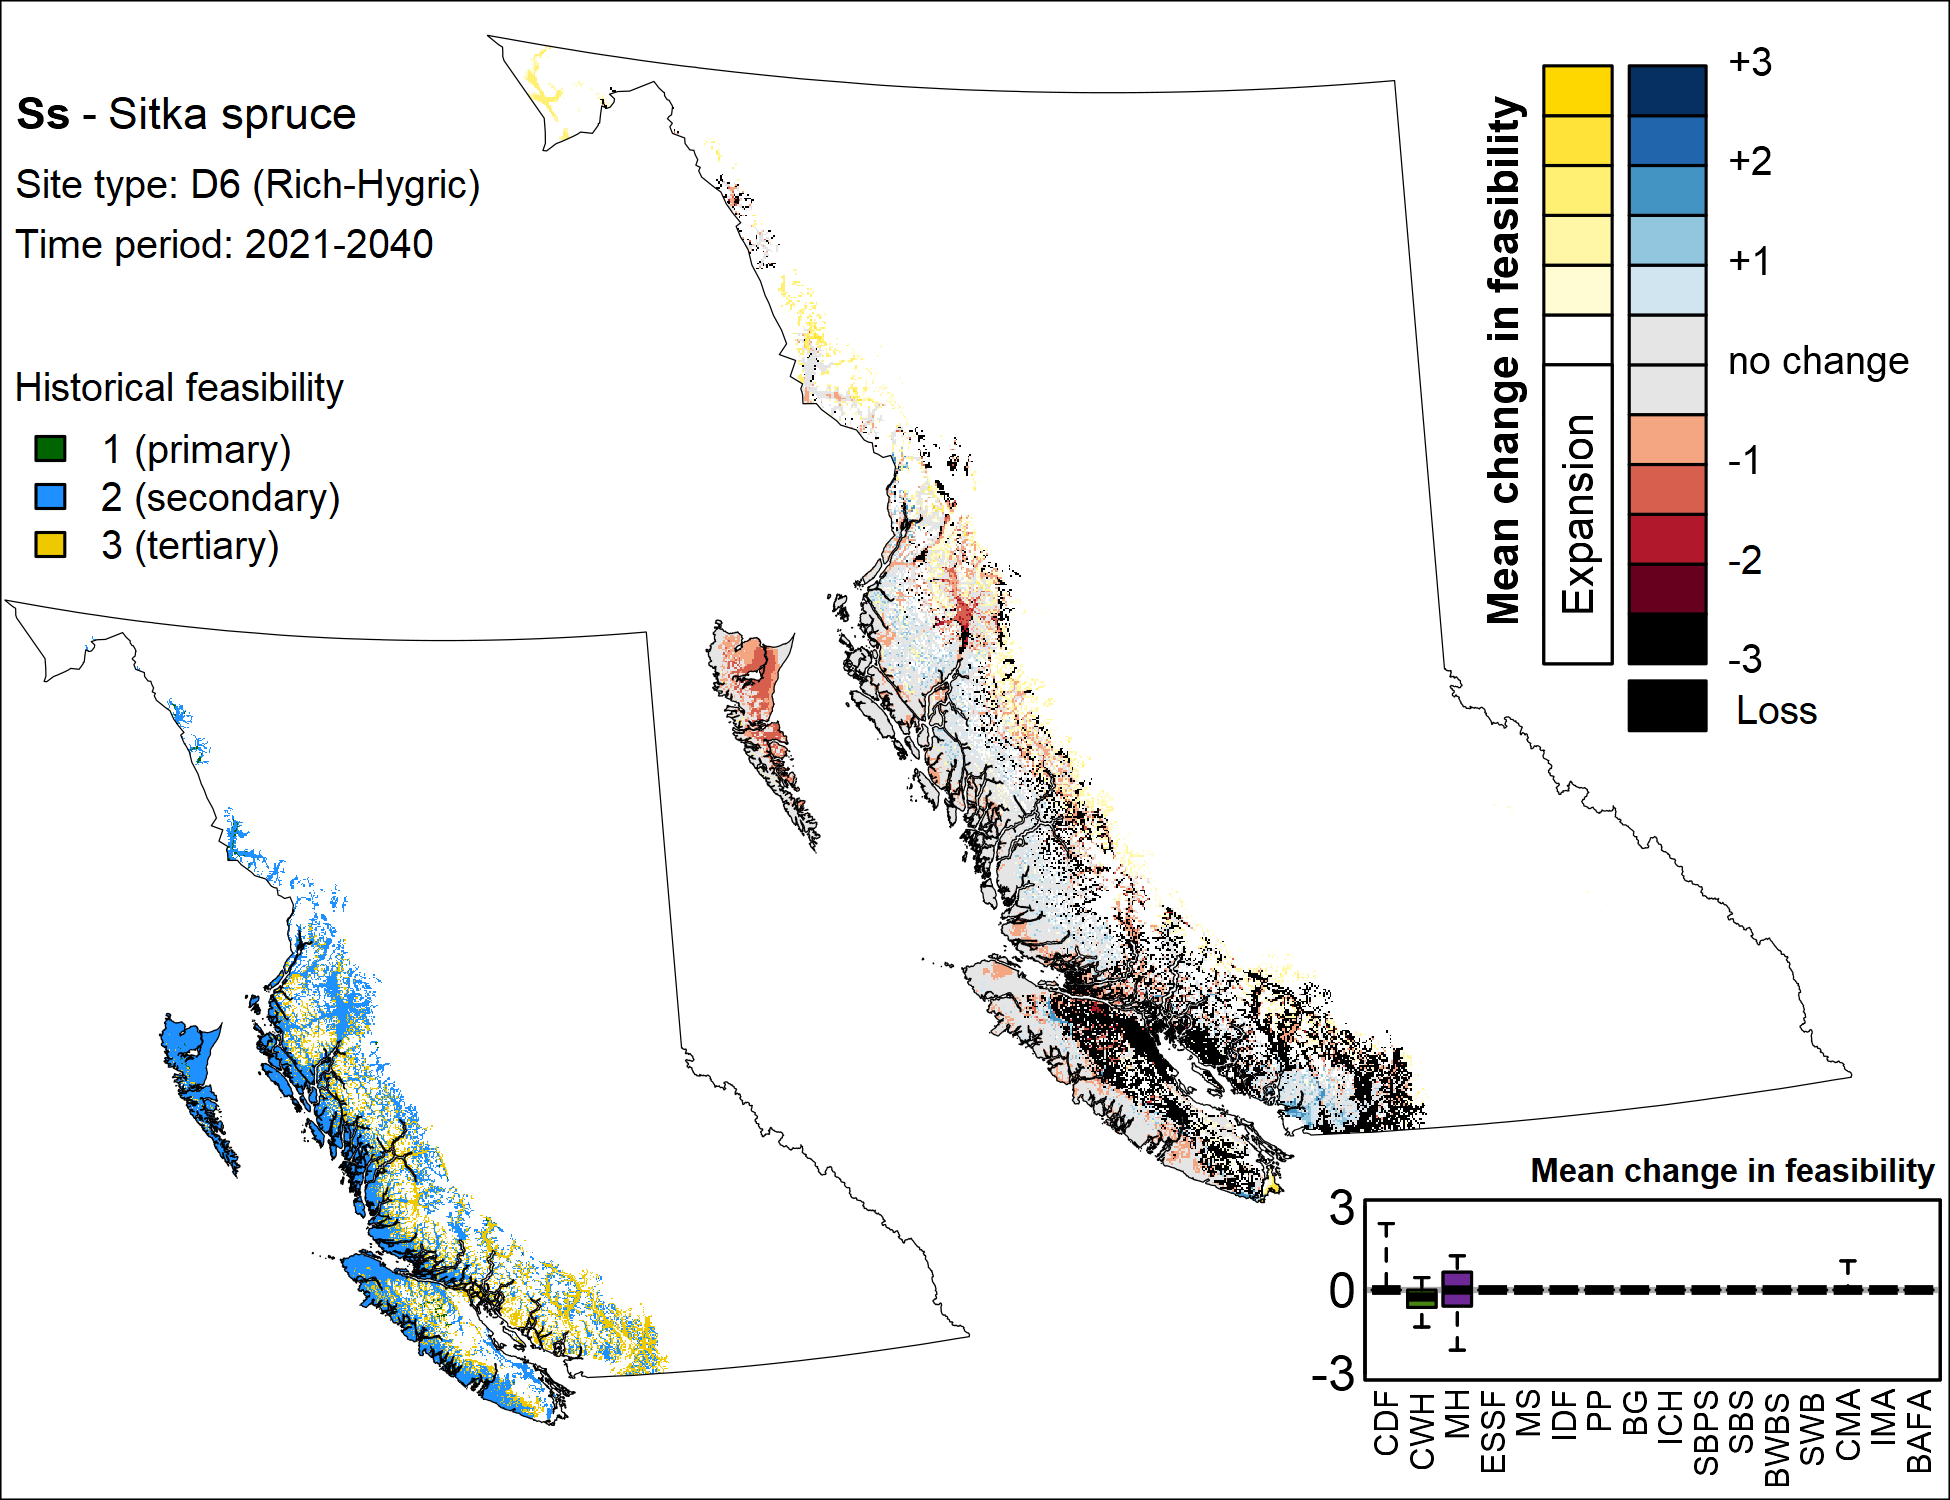 Ss - Sitka spruce
Site type: D6 (Rich-Hygric)
Time period: 2021-2040
Historical feasibility
1 (primary)
2 (secondary)
3 (tertiary)
Mean change in feasibility
Expansion
+3
+2
+1
no change
-1
-2
-3
Loss
Mean change in feasibility
3
0
-3
CDF
CWH
MH
ESSF
MS
IDF
PP
BG
ICH
SBPS
SBS
BWBS
SWB
CMA
IMA
BAFA